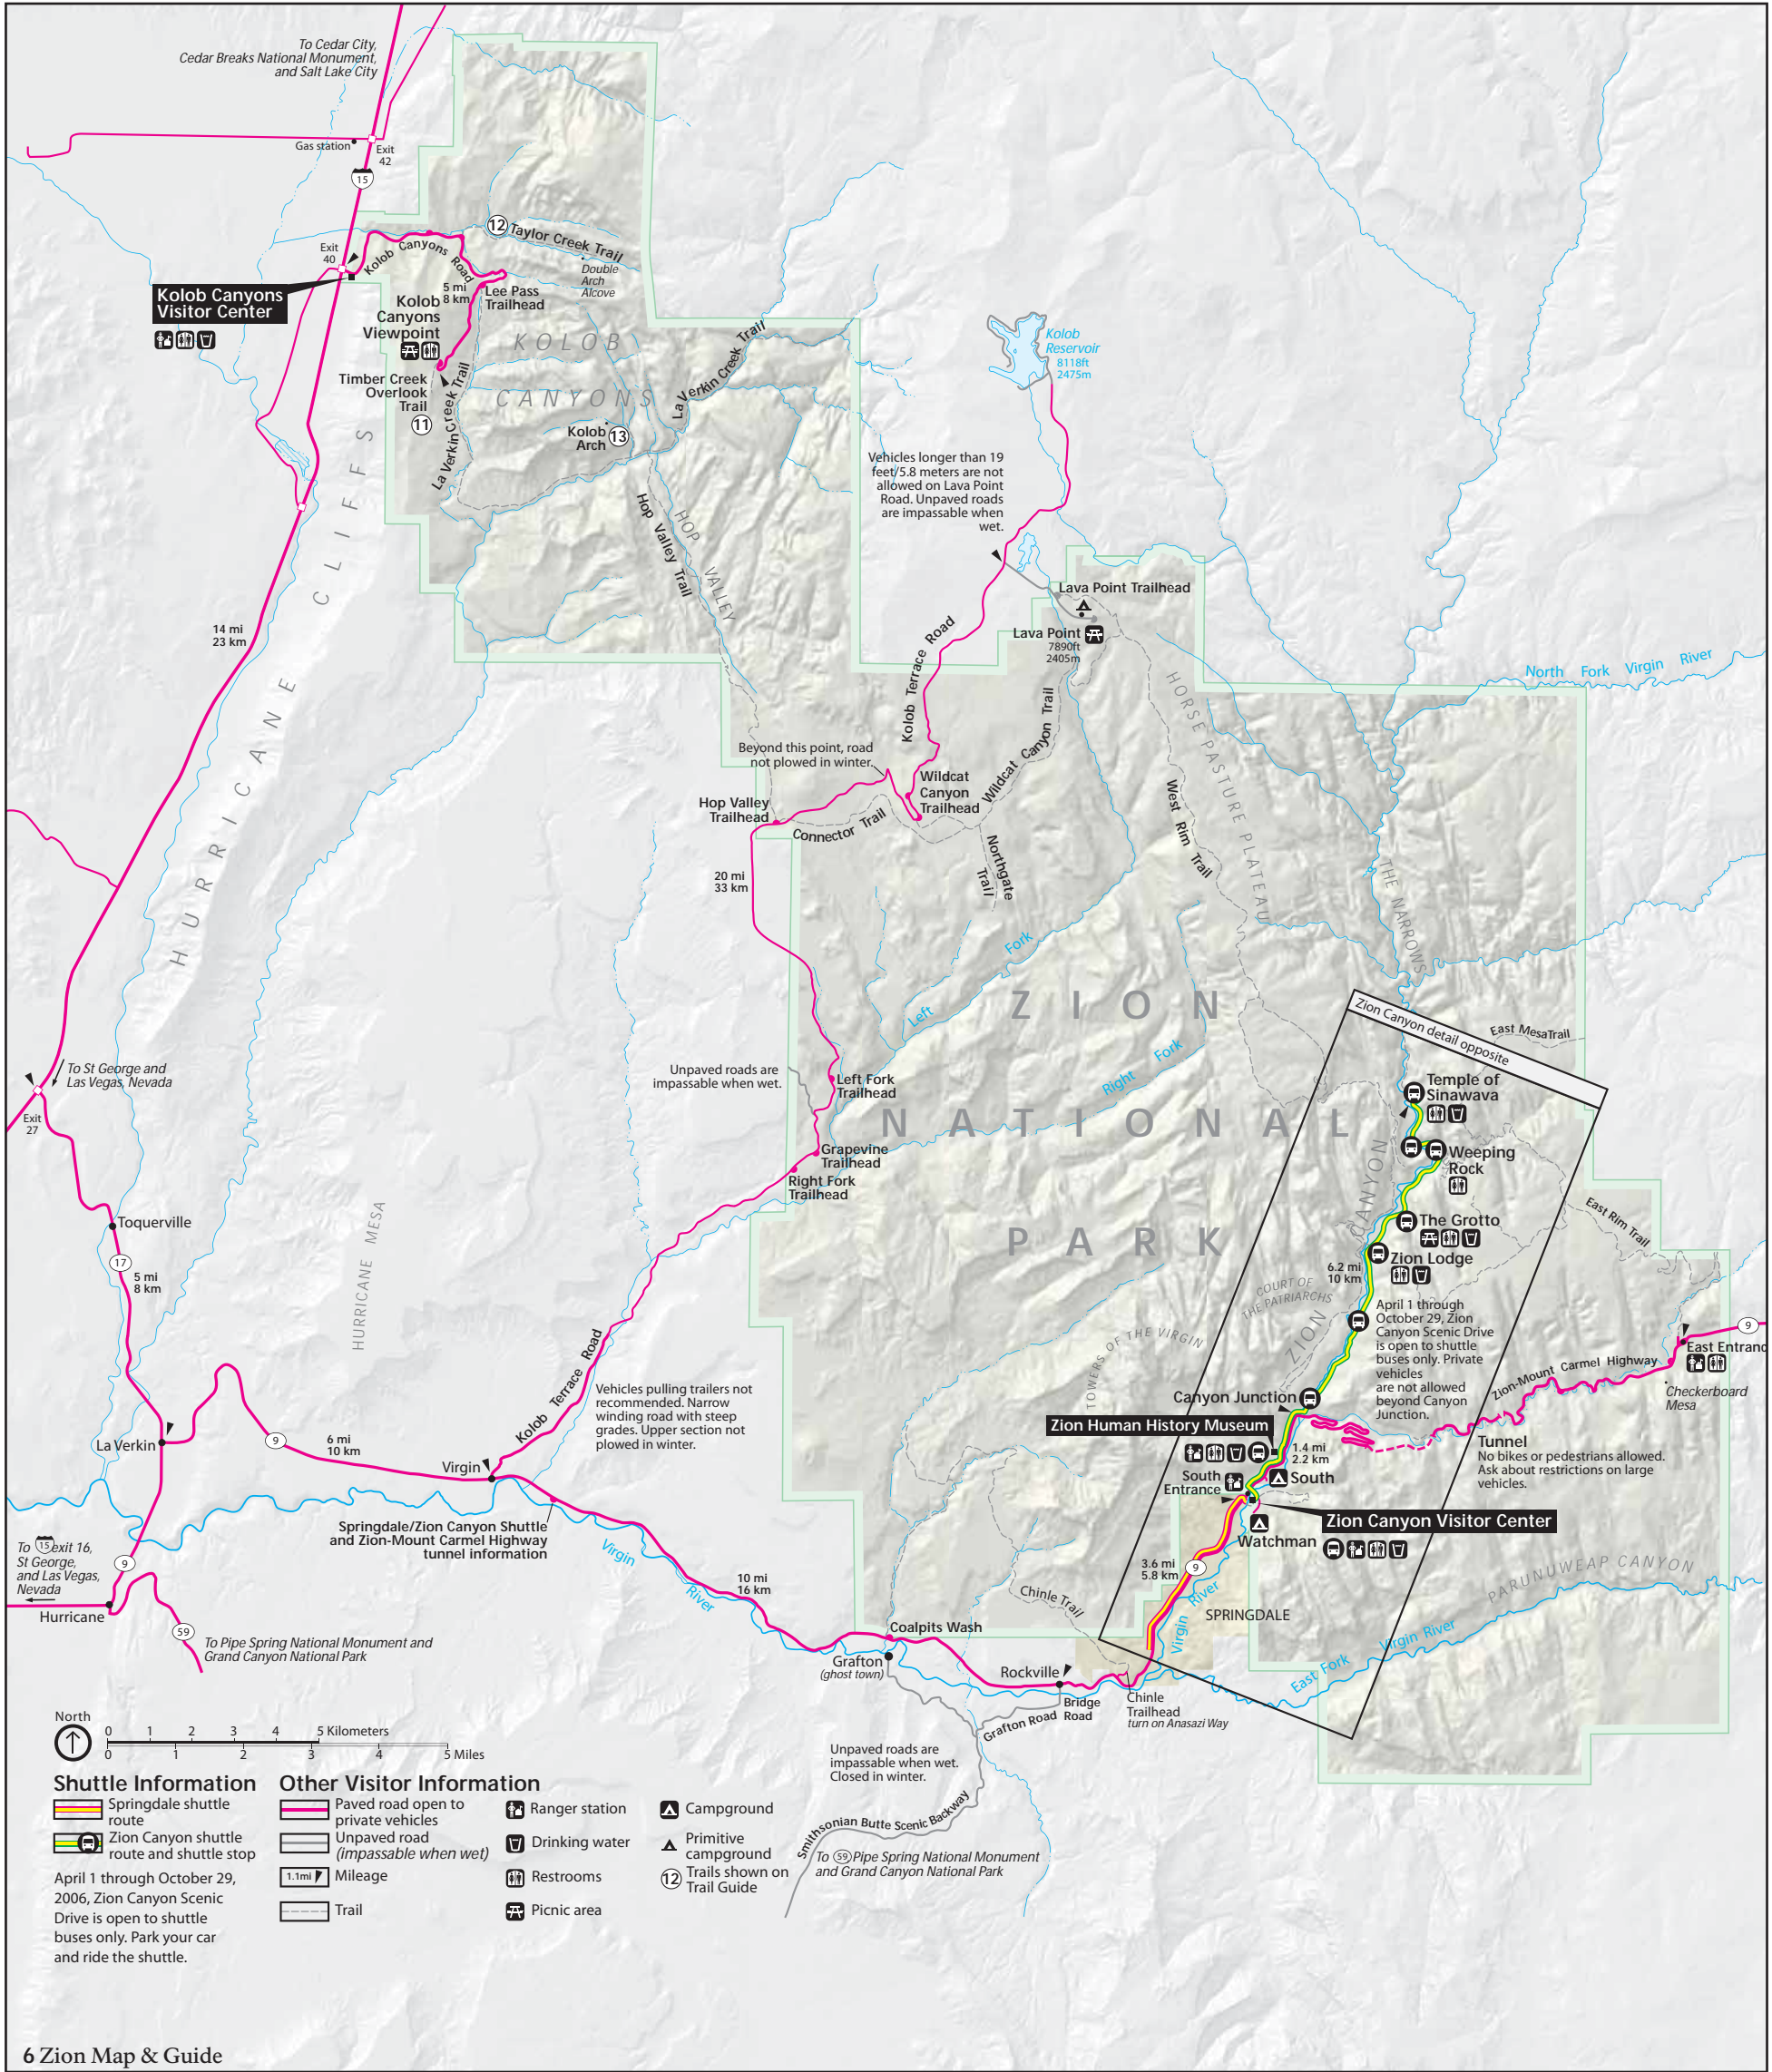 To Cedar City,
Cedar Breaks National Monument,
and Salt Lake City
Gas station
Exit
42
15
12
Taylor Creek Trail
Exit
40
Kolob Canyons Road
Double
Arch
Alcove
Kolob Canyons
Visitor Center
5 mi
8 km
Lee Pass
Trailhead
Kolob
Canyons
Viewpoint
KOLOB
CANYONS
La Verkin Creek Trail
Timber Creek
Overlook
Trail
11
La Verkin Creek Trail
Kolob
Arch
13
Kolob
Reservoir
8118ft
2475m
Vehicles longer than 19
feet/5.8 meters are not
allowed on Lava Point
Road. Unpaved roads
are impassable when
wet.
Hop Valley Trail
HOP VALLEY
HURRICANE CLIFFS
14 mi
23 km
Lava Point Trailhead
Lava Point
7890ft
2405m
Kolob Terrace Road
North Fork Virgin River
HORSE PASTURE PLATEAU
Wildcat Canyon Trail
Beyond this point, road
not plowed in winter.
Wildcat
Canyon
Trailhead
West Rim Trail
Hop Valley
Trailhead
Connector Trail
Northgate
Trail
THE NARROWS
20 mi
33 km
Left Fork
ZION
NATIONAL
PARK
Zion Canyon detail opposite
East MesaTrail
Right Fork
Unpaved roads are
impassable when wet.
Left Fork
Trailhead
To St George and
Las Vegas, Nevada
Exit
27
Temple of
Sinawava
Grapevine
Trailhead
Right Fork
Trailhead
Weeping
Rock
ZION CANYON
East Rim Trail
The Grotto
Zion Lodge
6.2 mi
10 km
Toquerville
17
5 mi
8 km
HURRICANE MESA
COURT OF
THE PATRIARCHS
TOWERS OF THE VIRGIN
April 1 through
October 29, Zion
Canyon Scenic Drive
is open to shuttle
buses only. Private
vehicles
are not allowed
beyond Canyon
Junction.
9
East Entranc
Zion-Mount Carmel Highway
Checkerboard
Mesa
Kolob Terrace Road
Vehicles pulling trailers not
recommended. Narrow
winding road with steep
grades. Upper section not
plowed in winter.
Canyon Junction
Zion Human History Museum
1.4 mi
2.2 km
Tunnel
No bikes or pedestrians allowed.
Ask about restrictions on large
vehicles.
La Verkin
9
6 mi
10 km
Virgin
South
Entrance
South
Zion Canyon Visitor Center
Watchman
Springdale/Zion Canyon Shuttle
and Zion-Mount Carmel Highway
tunnel information
Virgin River
To 15 exit 16,
St George,
and Las Vegas,
Nevada
9
Hurricane
59
To Pipe Spring National Monument and
Grand Canyon National Park
10 mi
16 km
3.6 mi
5.8 km
9
Chinle Trail
Virgin River
SPRINGDALE
PARUNUWEAP CANYON
East Fork Virgin River
Coalpits Wash
Grafton
(ghost town)
Rockville
Bridge
Road
Grafton Road
Chinle
Trailhead
turn on Anasazi Way
Unpaved roads are
impassable when wet.
Closed in winter.
Smithsonian Butte Scenic Backway
To 59 Pipe Spring National Monument
and Grand Canyon National Park
North
0 1 2 3 4 5 Kilometers
0 1 2 3 4 5 Miles
Shuttle Information
Springdale shuttle
route
Zion Canyon shuttle
route and shuttle stop
April 1 through October 29,
2006, Zion Canyon Scenic
Drive is open to shuttle
buses only. Park your car
and ride the shuttle.
Other Visitor Information
Paved road open to
private vehicles
Unpaved road
(impassable when wet)
1.1mi
Mileage
Trail
Ranger station
Drinking water
Restrooms
Picnic area
Campground
Primitive
campground
12
Trails shown on
Trail Guide
6 Zion Map & Guide